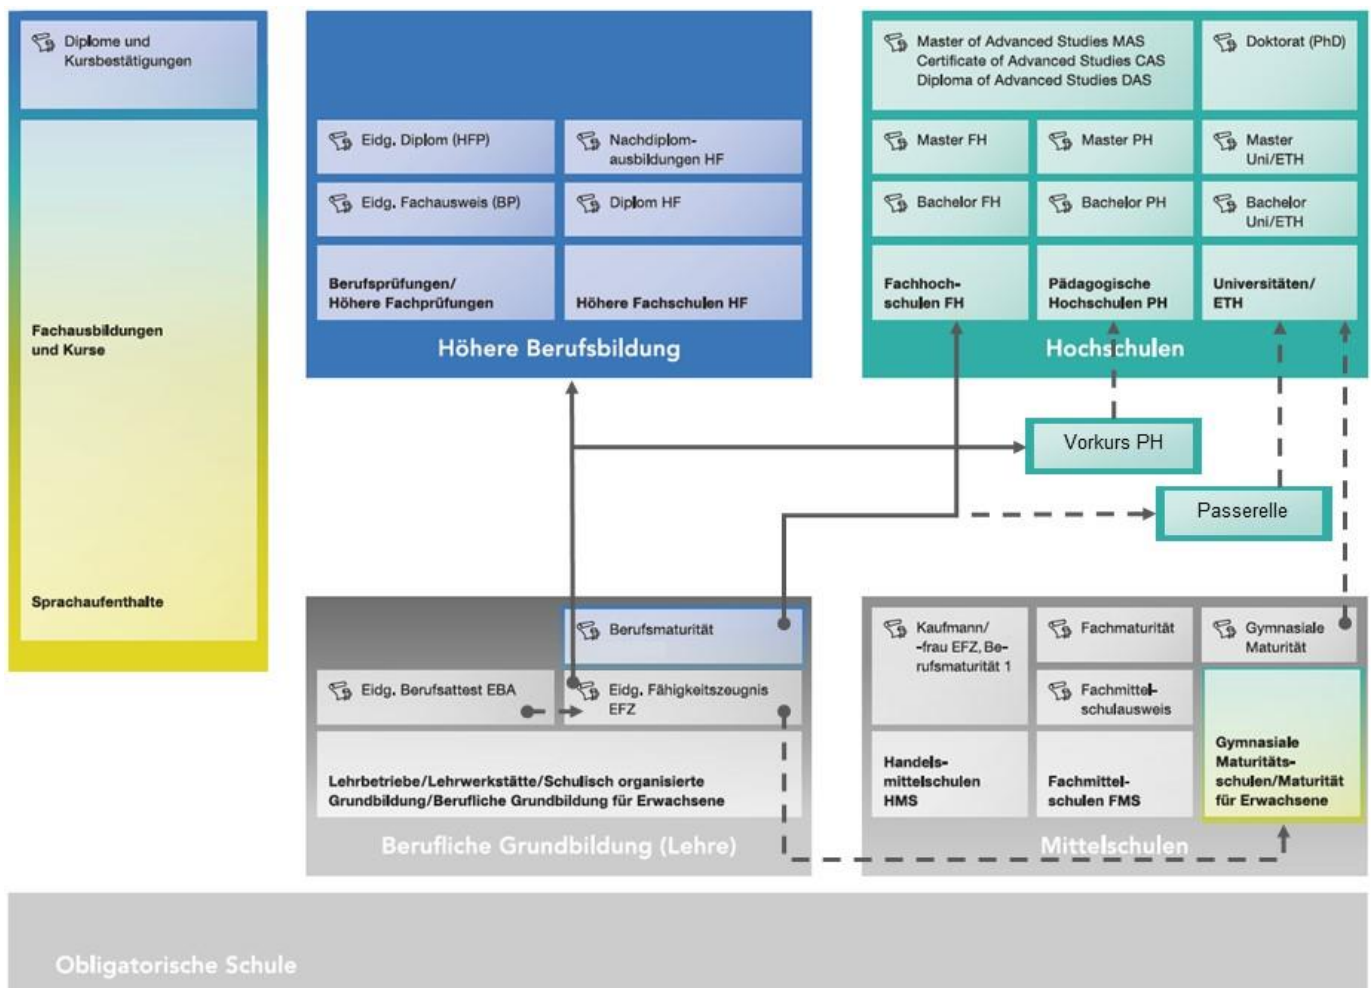 Diplome und
Kursbestätigungen
Fachausbildungen
und Kurse
Sprachaufenthalte
Eidg. Diplom (HFP)
Nachdiplom-
ausbildungen HF
Eidg. Fachausweis (BP)
Diplom HF
Berufsprüfungen/
Höhere Fachprüfungen
Höhere Fachschulen HF
Höhere Berufsbildung
Master of Advanced Studies MAS
Certificate of Advanced Studies CAS
Diploma of Advanced Studies DAS
Doktorat (PhD)
Master FH
Master PH
Master
Uni/ETH
Bachelor FH
Bachelor PH
Bachelor
Uni/ETH
Fachhoch-
schulen FH
Pädagogische
Hochschulen PH
Universitäten/
ETH
Hochschulen
Vorkurs PH
Passerelle
Berufsmaturität
Eidg. Berufsattest EBA
Eidg. Fähigkeitszeugnis
EFZ
Lehrbetriebe/Lehrwerkstätte/Schulisch organisierte
Grundbildung/Berufliche Grundbildung für Erwachsene
Berufliche Grundbildung (Lehre)
Kaufmann/
-frau EFZ, Be-
rufsmaturität 1
Fachmaturität
Gymnasiale
Maturität
Fachmittel-
schulausweis
Handels-
mittelschulen
HMS
Fachmittel-
schulen FMS
Gymnasiale
Maturitäts-
schulen/Maturität
für Erwachsene
Mittelschulen
Obligatorische Schule